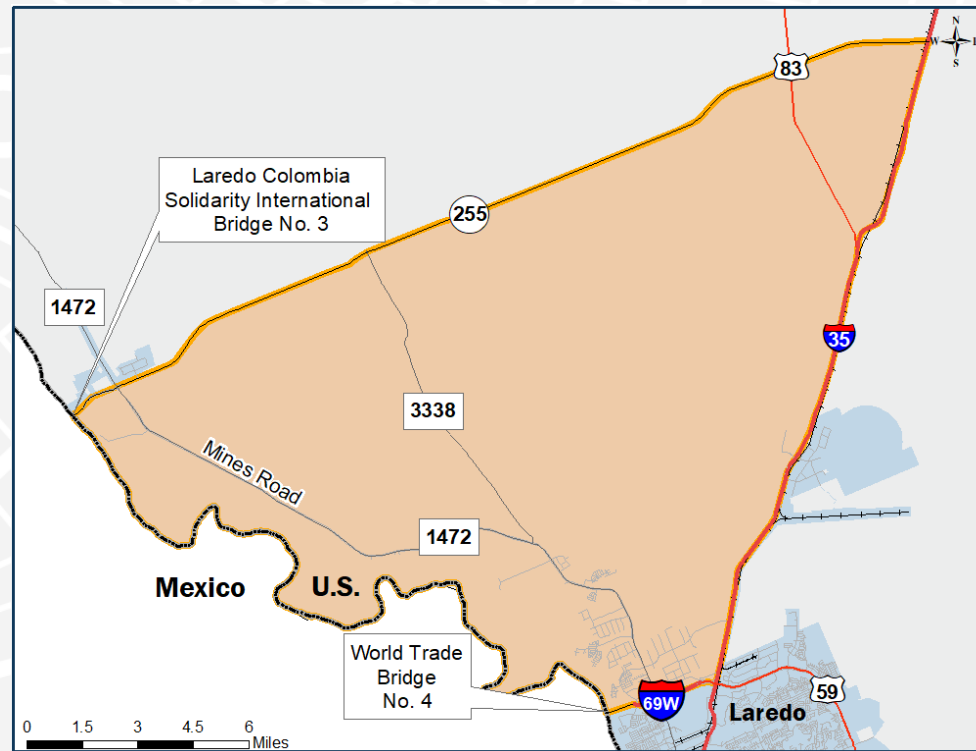 N
W
E
S
83
Laredo Colombia
Solidarity International
Bridge No. 3
255
1472
35
3338
Mines Road
1472
Mexico
U.S.
World Trade
Bridge
No. 4
69W
59
Laredo
0 1.5 3 4.5 6
Miles